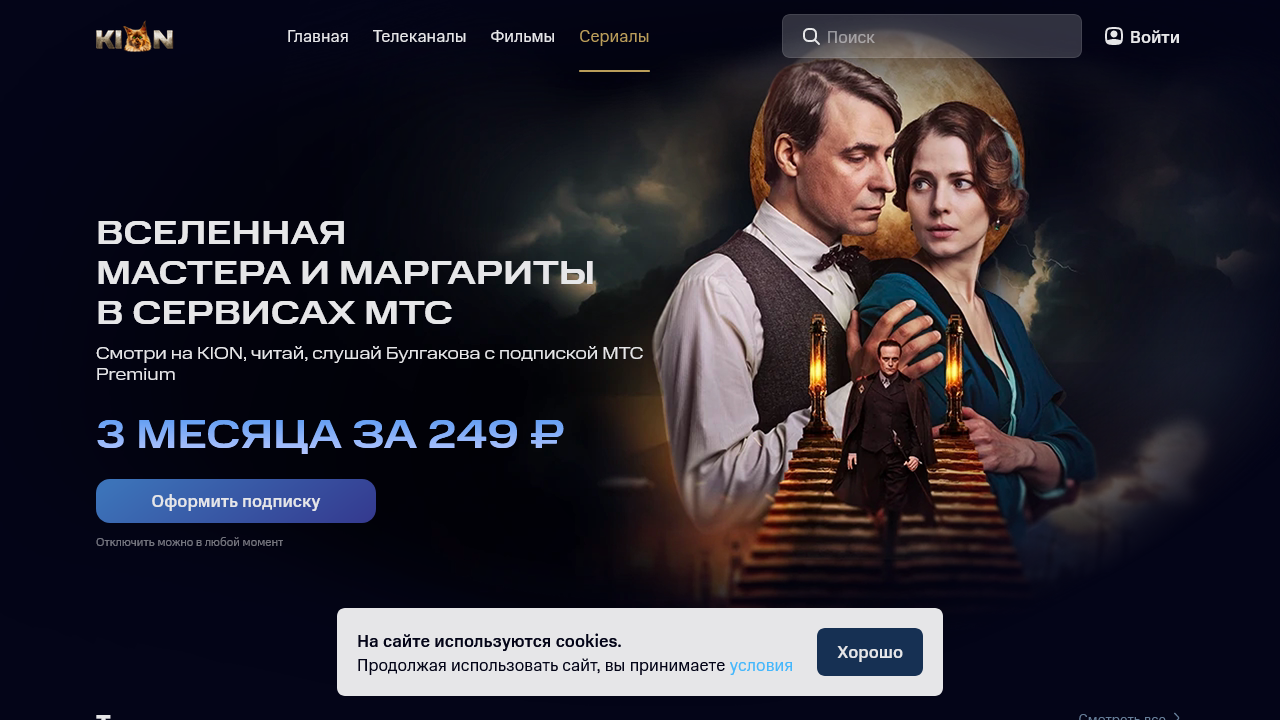 KION
Главная
Телеканалы
Фильмы
Сериалы
Поиск
Войти
ВСЕЛЕННАЯ
МАСТЕРА И МАРГАРИТЫ
В СЕРВИСАХ МТС
Смотри на KION, читай, слушай Булгакова с подпиской МТС
Premium
3 МЕСЯЦА ЗА 249 ₽
Оформить подписку
Отключить можно в любой момент
На сайте используются cookies.
Продолжая использовать сайт, вы принимаете условия
Хорошо
Смотреть все